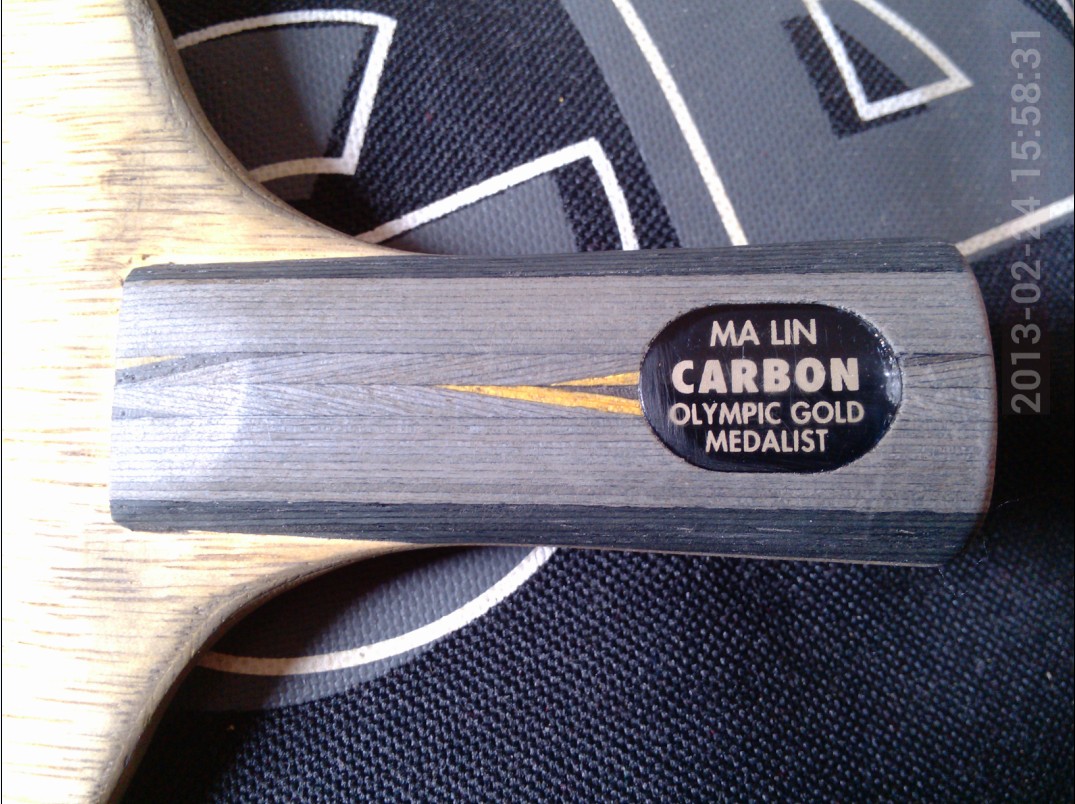 MA LIN
CARBON
OLYMPIC GOLD
MEDALIST
2013-02-24 15:58:31